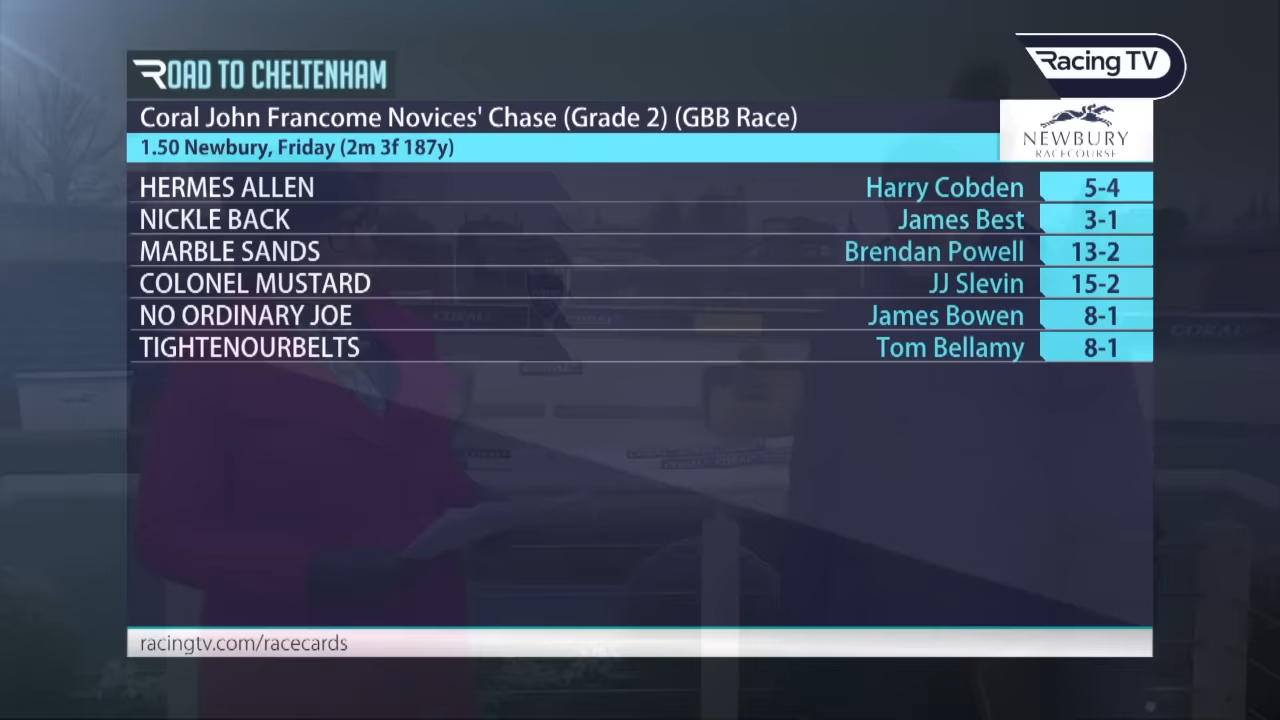 ROAD TO CHELTENHAM
Racing TV
Coral John Francome Novices' Chase (Grade 2) (GBB Race)
NEWBURY
RACECOURSE
1.50 Newbury, Friday (2m 3f 187y)
HERMES ALLEN Harry Cobden 5-4
NICKLE BACK James Best 3-1
MARBLE SANDS Brendan Powell 13-2
COLONEL MUSTARD JJ Slevin 15-2
NO ORDINARY JOE James Bowen 8-1
TIGHTENOURBELTS Tom Bellamy 8-1
CORAL
CORAL
racingtv.com/racecards